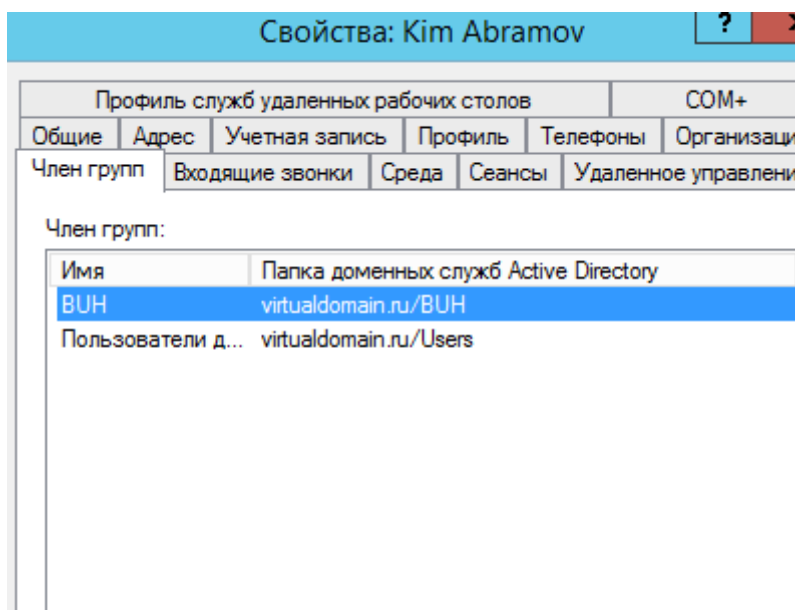 Свойства: Kim Abramov ?
Профиль служб удаленных рабочих столов COM+
Общие Адрес Учетная запись Профиль Телефоны Организаци
Член групп Входящие звонки Среда Сеансы Удаленное управлени
Член групп:
Имя Папка доменных служб Active Directory
BUH virtualdomain.ru/BUH
Пользователи д... virtualdomain.ru/Users